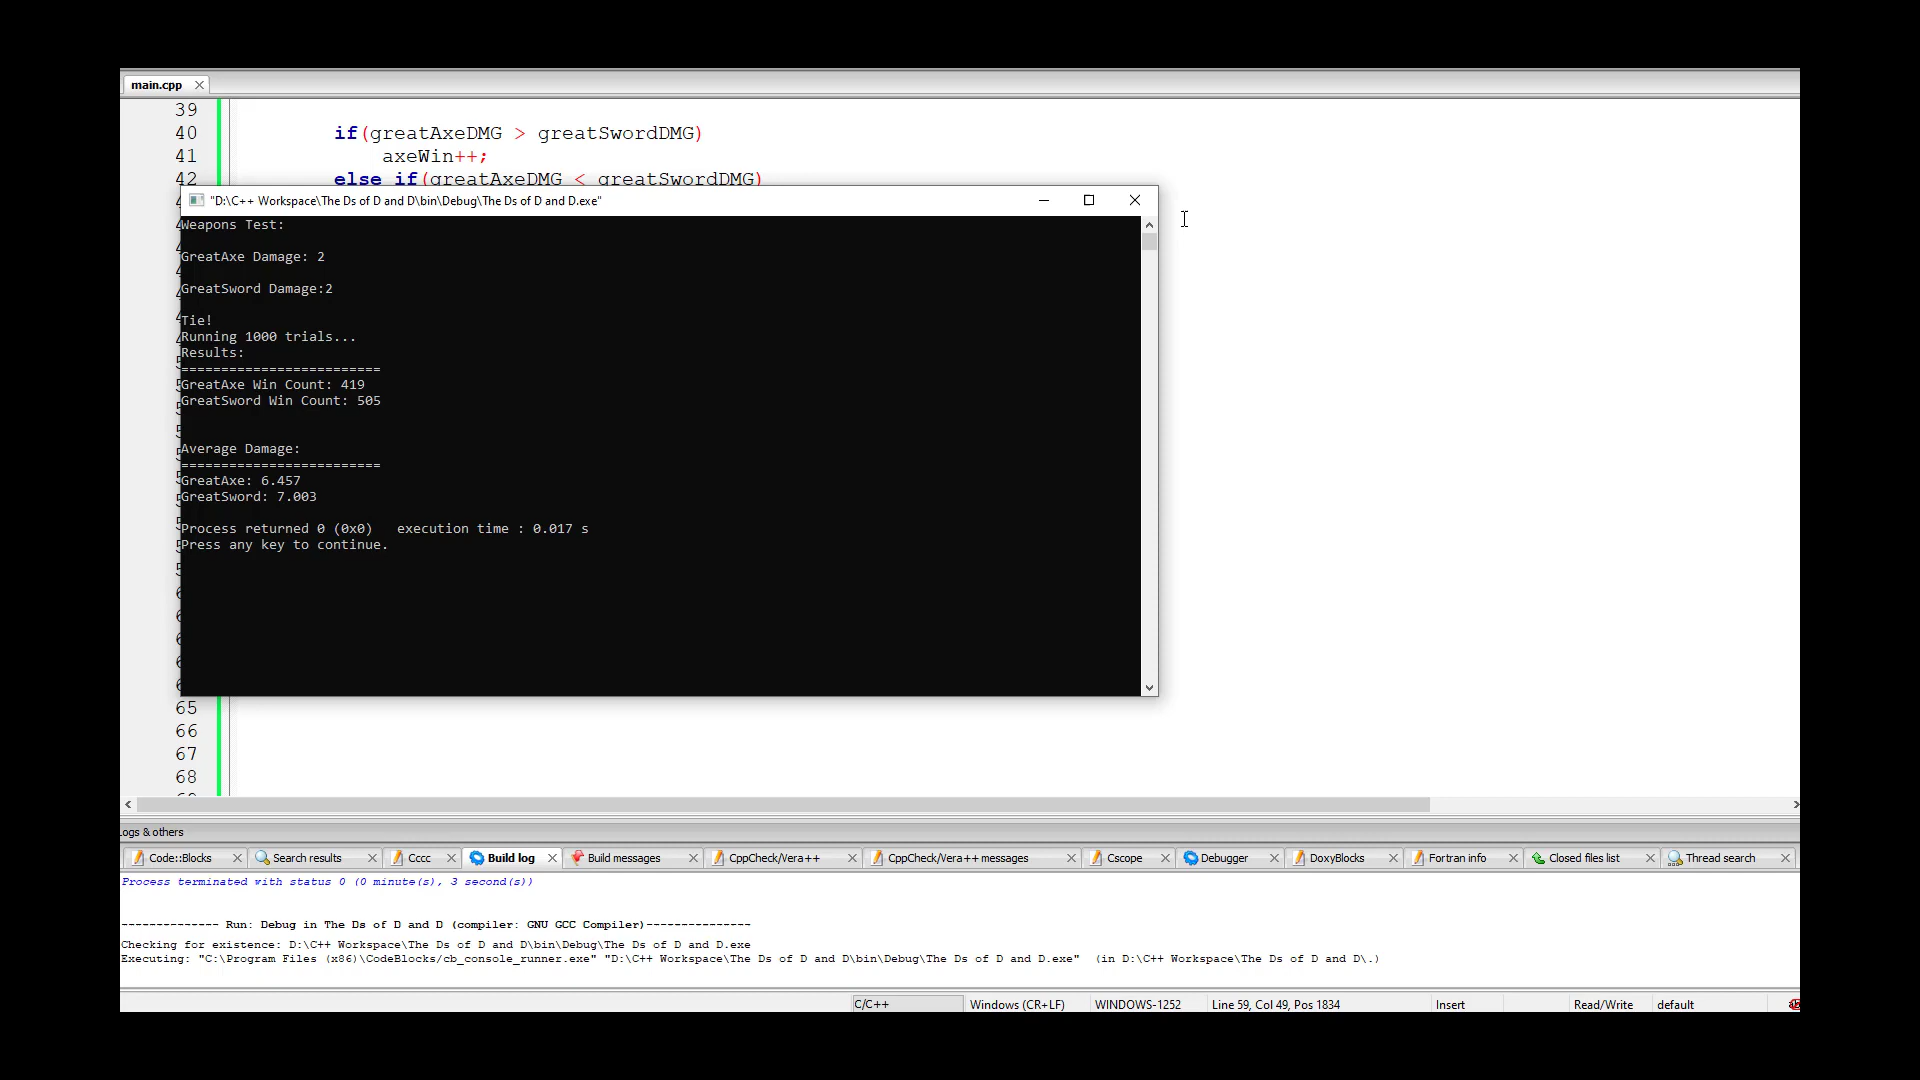 main.cpp
39
40 if(greatAxeDMG > greatSwordDMG)
41 axeWin++;
42 else if(greatAxeDMG < greatSwordDMG)
"D:\C++ Workspace\The Ds of D and D\bin\Debug\The Ds of D and D.exe"
Weapons Test:
GreatAxe Damage: 2
GreatSword Damage:2
Tie!
Running 1000 trials...
Results:
=========================
GreatAxe Win Count: 419
GreatSword Win Count: 505
Average Damage:
=========================
GreatAxe: 6.457
GreatSword: 7.003
Process returned 0 (0x0)   execution time : 0.017 s
Press any key to continue.
65
66
67
68
Logs & others
Code::Blocks Search results Cccc Build log Build messages CppCheck/Vera++ CppCheck/Vera++ messages Cscope Debugger DoxyBlocks Fortran info Closed files list Thread search
Process terminated with status 0 (0 minute(s), 3 second(s))
-------------- Run: Debug in The Ds of D and D (compiler: GNU GCC Compiler)---------------
Checking for existence: D:\C++ Workspace\The Ds of D and D\bin\Debug\The Ds of D and D.exe
Executing: "C:\Program Files (x86)\CodeBlocks/cb_console_runner.exe" "D:\C++ Workspace\The Ds of D and D\bin\Debug\The Ds of D and D.exe"  (in D:\C++ Workspace\The Ds of D and D\.)
C/C++ Windows (CR+LF) WINDOWS-1252 Line 59, Col 49, Pos 1834 Insert Read/Write default